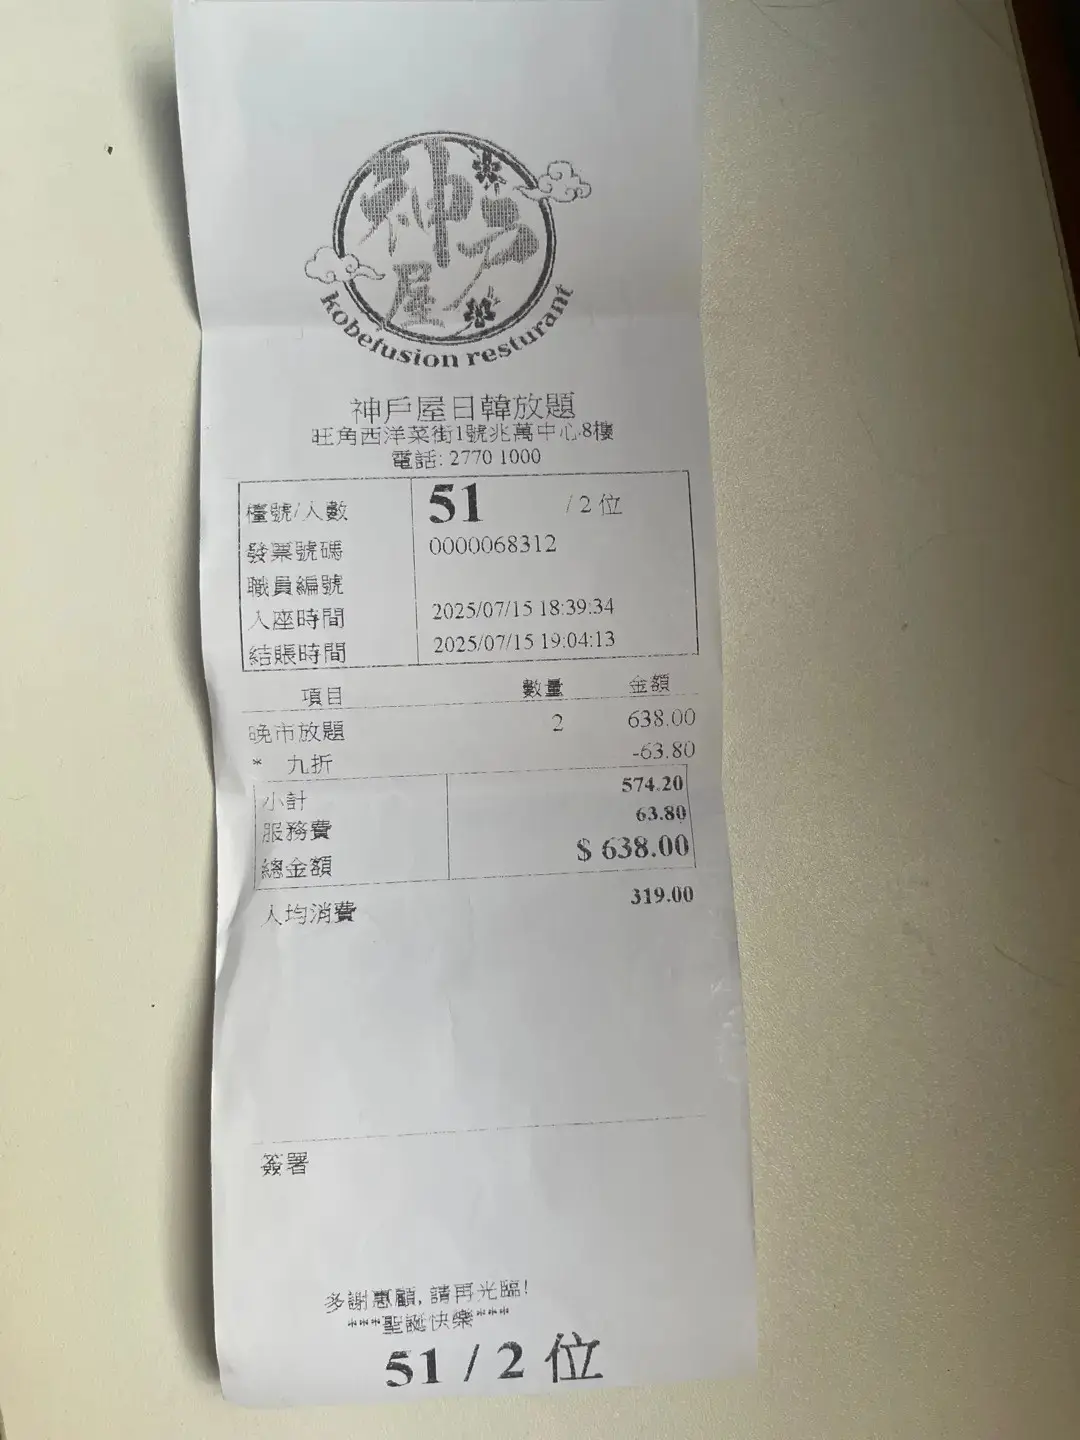 神戶屋
kobefusion resturant
神戶屋日韓放題
旺角西洋菜街1號兆萬中心8樓
電話: 2770 1000
檯號/人數 51 / 2 位
發票號碼 0000068312
職員編號
入座時間 2025/07/15 18:39:34
結賬時間 2025/07/15 19:04:13
項目 數量 金額
晚市放題 2 638.00
* 九折 -63.80
小計 574.20
服務費 63.80
總金額 $ 638.00
人均消費 319.00
簽署
多謝惠顧, 請再光臨!
***聖誕快樂***
51 / 2 位